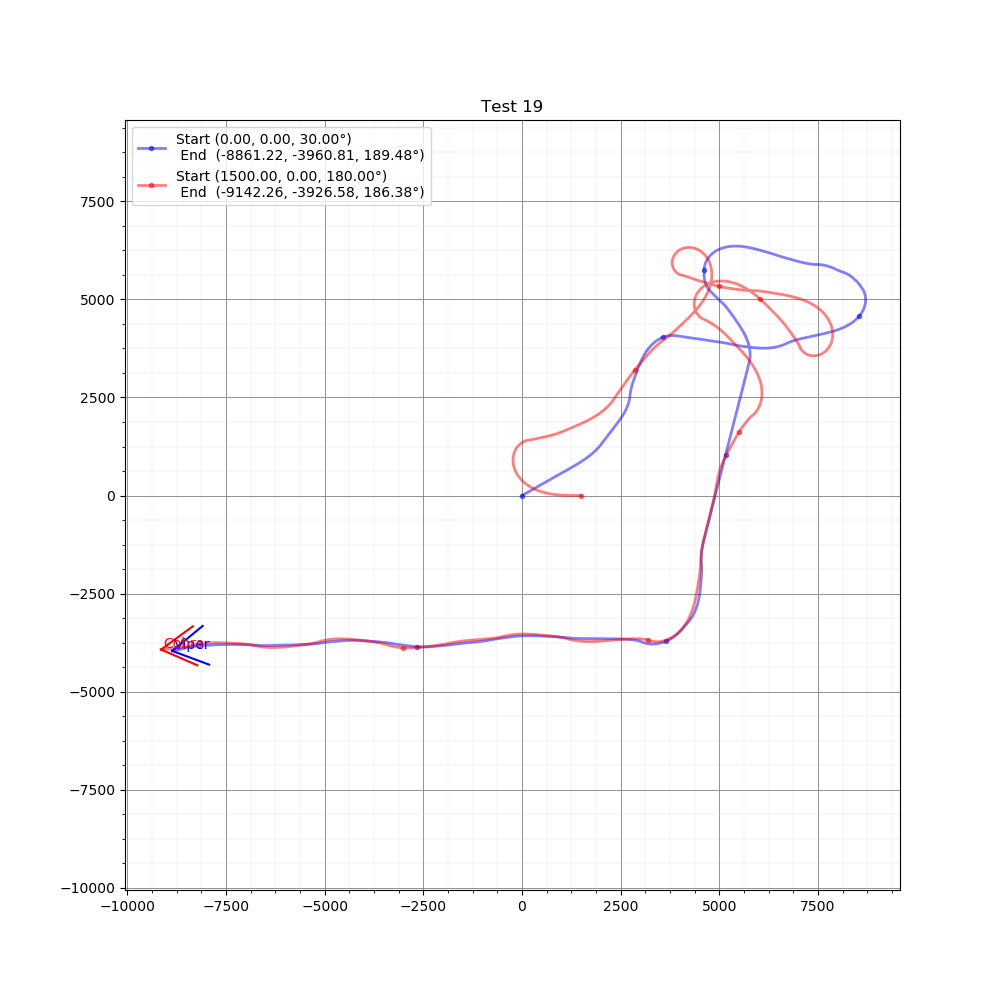 Test 19
Start (0.00, 0.00, 30.00°)
End (-8861.22, -3960.81, 189.48°)
Start (1500.00, 0.00, 180.00°)
End (-9142.26, -3926.58, 186.38°)
7500
5000
2500
0
−2500
−5000
−7500
−10000
−10000 −7500 −5000 −2500 0 2500 5000 7500